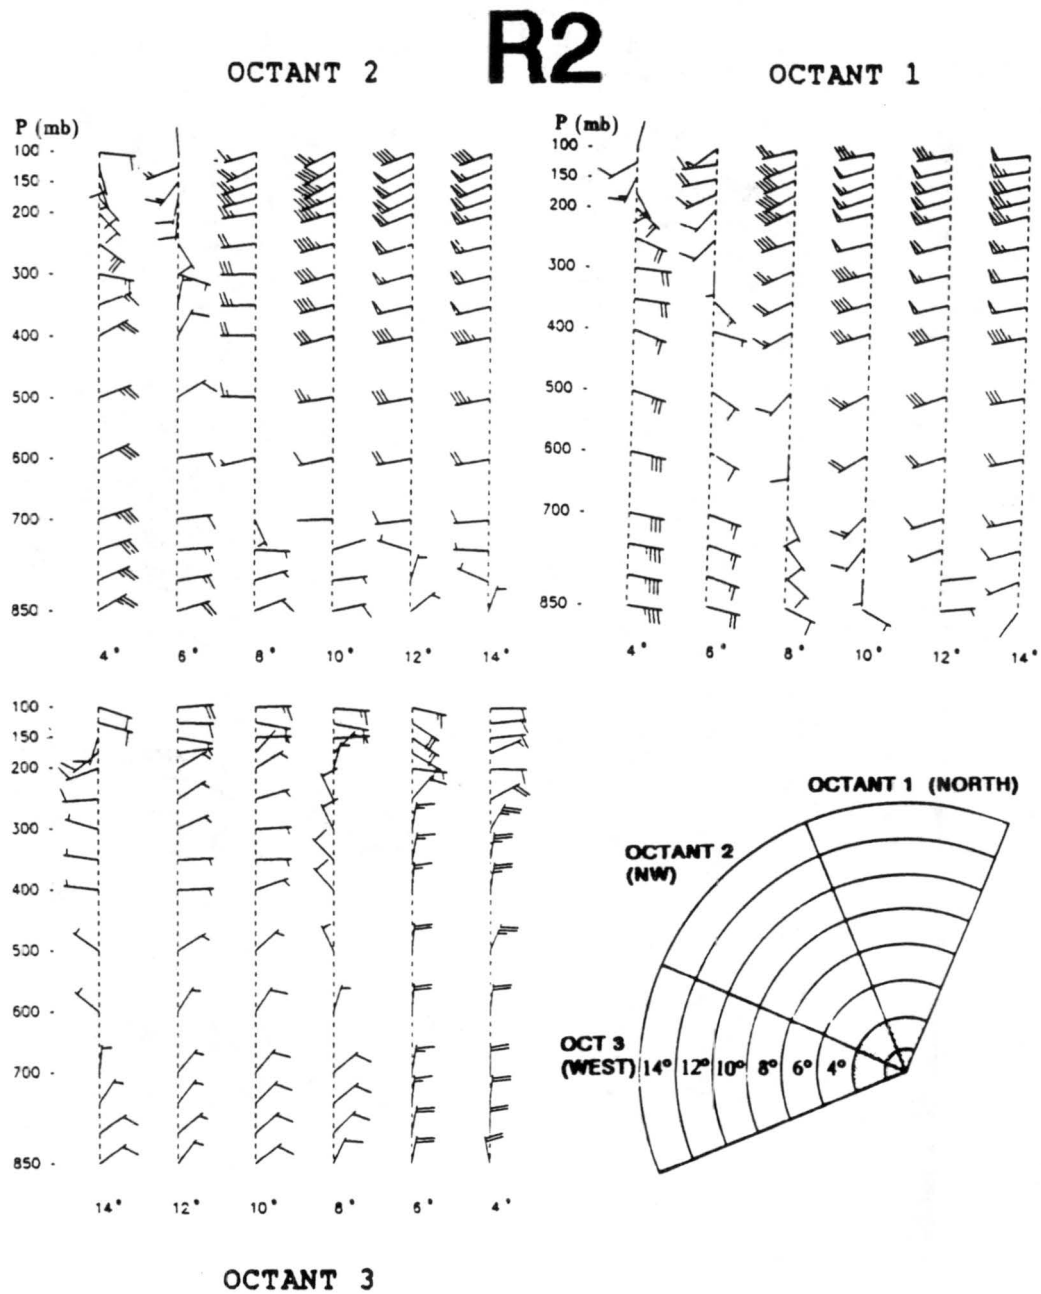 R2
OCTANT 2
OCTANT 1
P (mb)
100 -
150 -
200 -
300 -
400 -
500 -
600 -
700 -
850 -
4° 6° 8° 10° 12° 14°
P (mb)
100 -
150 -
200 -
300 -
400 -
500 -
600 -
700 -
850 -
4° 6° 8° 10° 12° 14°
100 -
150 -
200 -
300 -
400 -
500 -
600 -
700 -
850 -
14° 12° 10° 8° 6° 4°
OCTANT 3
OCTANT 1 (NORTH)
OCTANT 2
(NW)
OCT 3
(WEST) 14° 12° 10° 8° 6° 4°